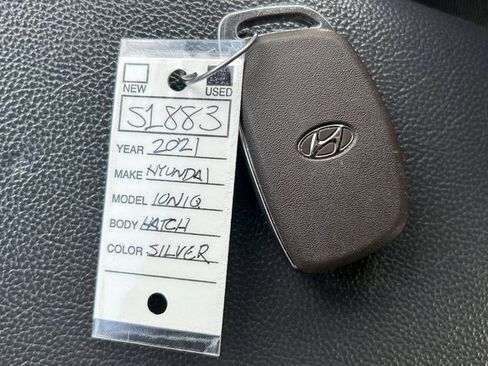 NEW USED
S1883
YEAR 2021
MAKE HYUNDAI
MODEL IONIQ
BODY HATCH
COLOR SILVER